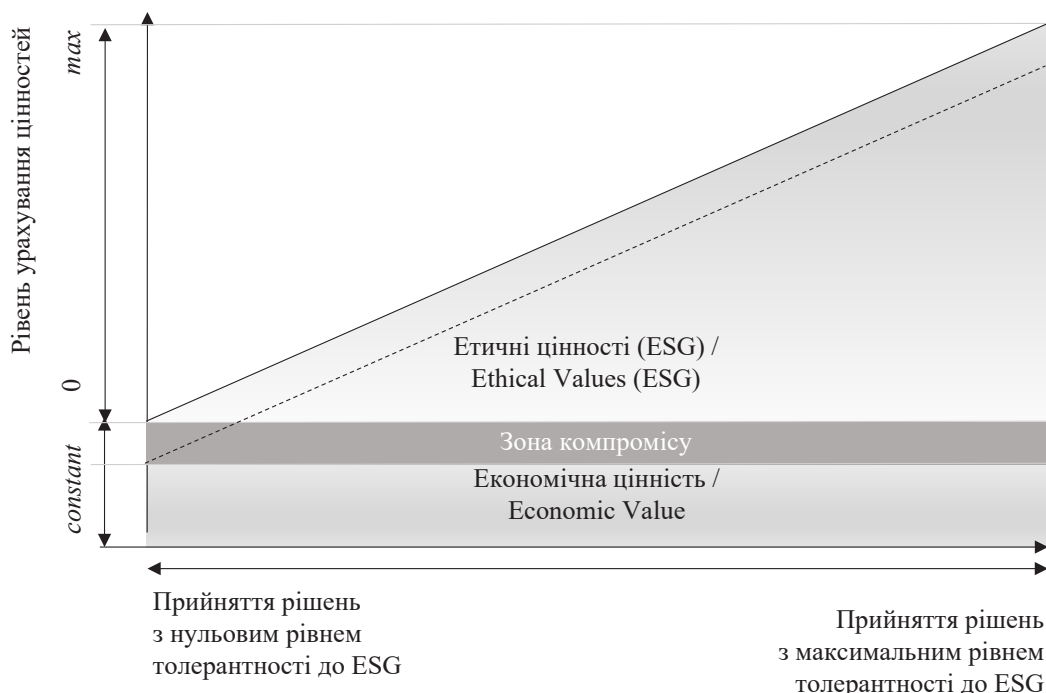 Рівень урахування цінностей
max
0
constant
Етичні цінності (ESG) /
Ethical Values (ESG)
Зона компромісу
Економічна цінність /
Economic Value
Прийняття рішень
з нульовим рівнем
толерантності до ESG
Прийняття рішень
з максимальним рівнем
толерантності до ESG